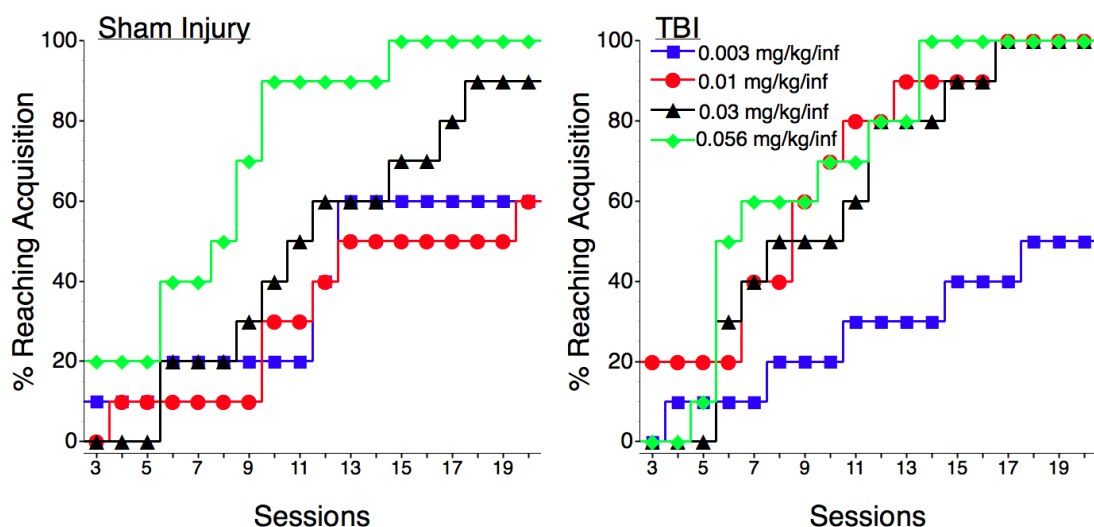 Sham Injury
TBI
0.003 mg/kg/inf
0.01 mg/kg/inf
0.03 mg/kg/inf
0.056 mg/kg/inf
% Reaching Acquisition
100
80
60
40
20
0
3 5 7 9 11 13 15 17 19
Sessions
% Reaching Acquisition
100
80
60
40
20
0
3 5 7 9 11 13 15 17 19
Sessions